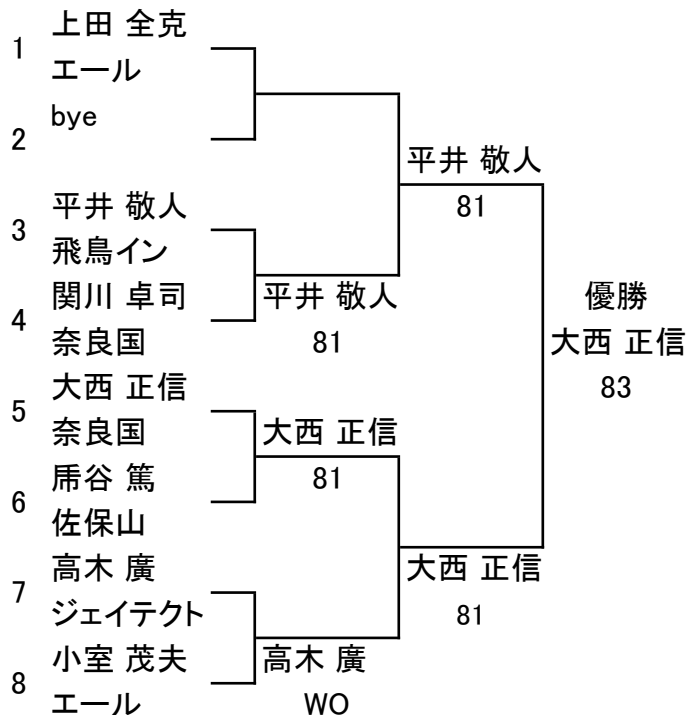 1
上田 全克
エール
2
bye
3
平井 敬人
飛鳥イン
4
関川 卓司
奈良国
5
大西 正信
奈良国
6
乕谷 篤
佐保山
7
高木 廣
ジェイテクト
8
小室 茂夫
エール
平井 敬人
81
大西 正信
81
高木 廣
WO
平井 敬人
81
大西 正信
81
優勝
大西 正信
83